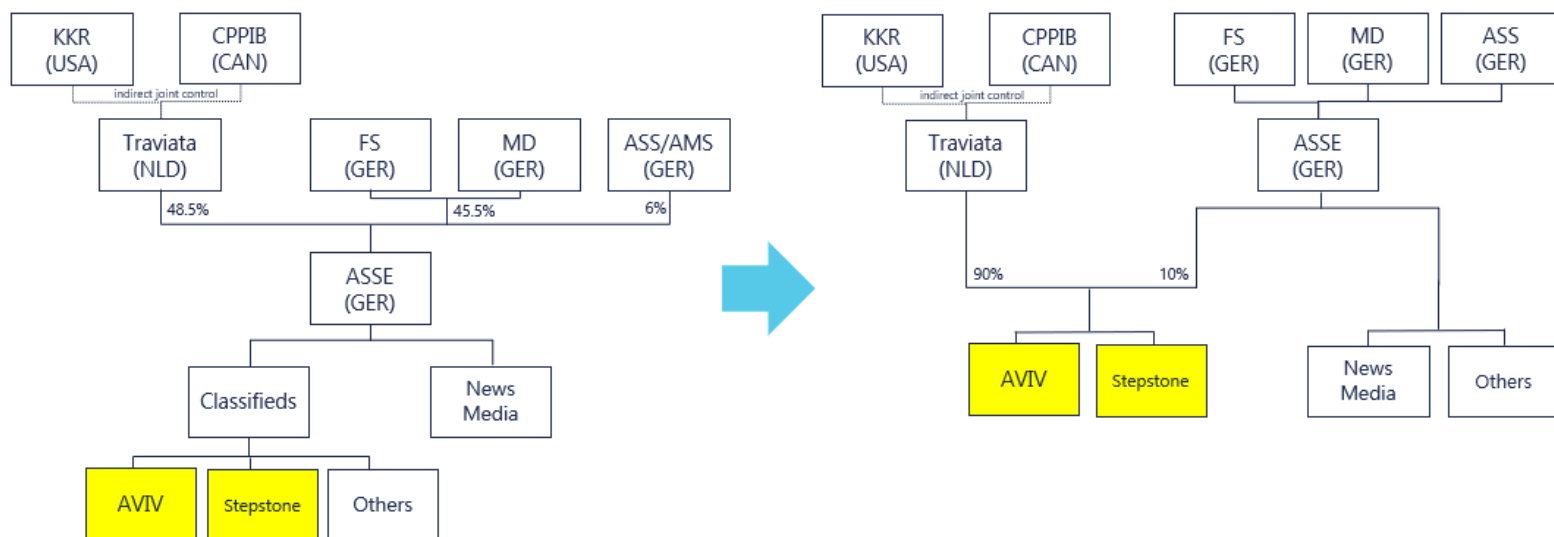 KKR
(USA)
CPPIB
(CAN)
indirect joint control
Traviata
(NLD)
FS
(GER)
MD
(GER)
ASS/AMS
(GER)
48.5%
45.5%
6%
ASSE
(GER)
Classifieds
News
Media
AVIV
Stepstone
Others
KKR
(USA)
CPPIB
(CAN)
FS
(GER)
MD
(GER)
ASS
(GER)
indirect joint control
Traviata
(NLD)
ASSE
(GER)
90%
10%
AVIV
Stepstone
News
Media
Others